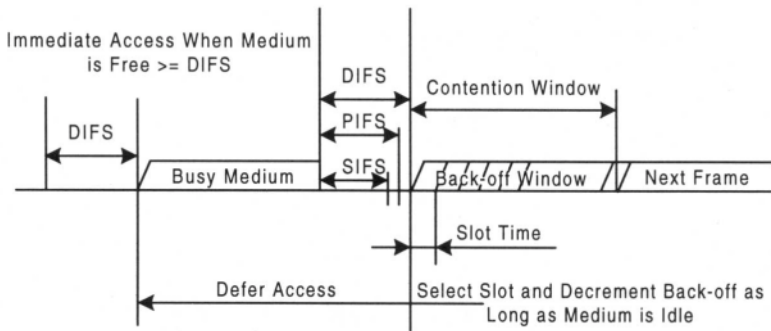 Immediate Access When Medium
is Free >= DIFS
DIFS
DIFS
PIFS
SIFS
Contention Window
Busy Medium
Back-off Window
Next Frame
Slot Time
Defer Access
Select Slot and Decrement Back-off as
Long as Medium is Idle